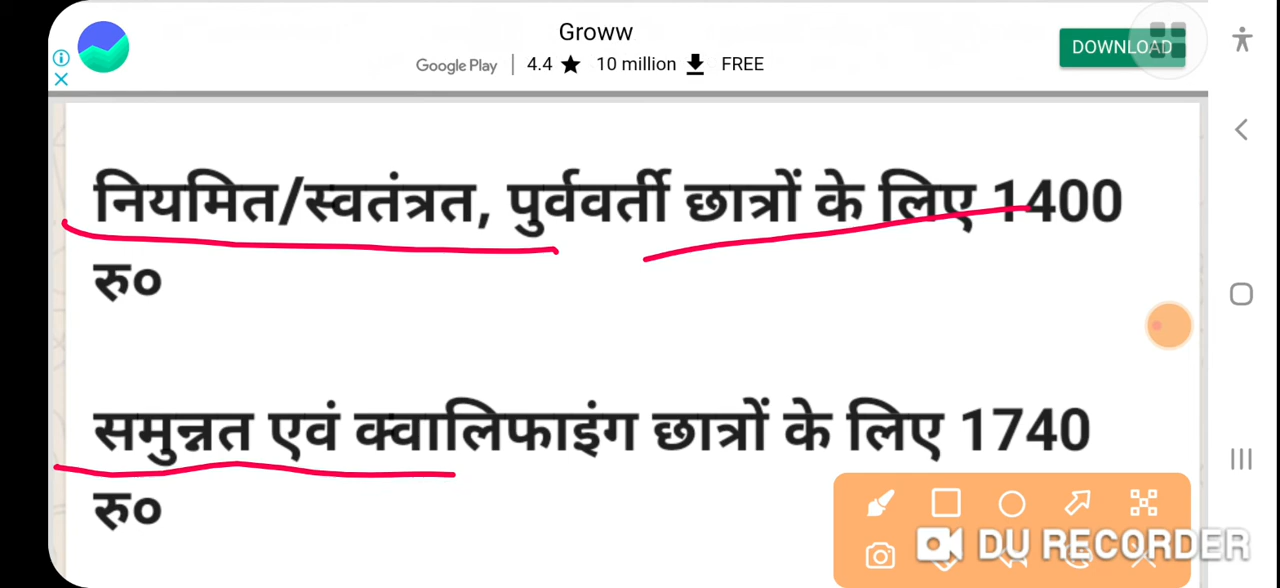 Groww
Google Play | 4.4 ★ 10 million FREE
DOWNLOAD
नियमित/स्वतंत्रत, पुर्ववर्ती छात्रों के लिए 1400
रु०
समुन्नत एवं क्वालिफाइंग छात्रों के लिए 1740
रु०
DU RECORDER